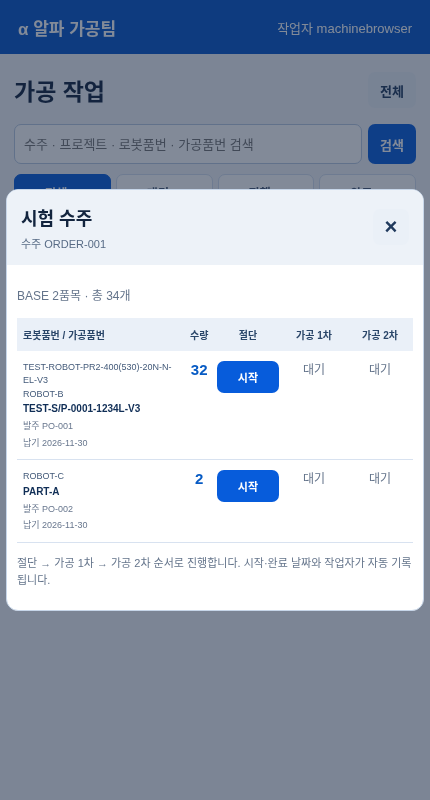 α 알파 가공팀
작업자 machinebrowser
가공 작업
전체
수주 · 프로젝트 · 로봇품번 · 가공품번 검색
검색
시험 수주
수주 ORDER-001
×
BASE 2품목 · 총 34개
로봇품번 / 가공품번 수량 절단 가공 1차 가공 2차
TEST-ROBOT-PR2-400(530)-20N-N-
EL-V3
ROBOT-B
TEST-S/P-0001-1234L-V3
발주 PO-001
납기 2026-11-30
32
시작
대기
대기
ROBOT-C
PART-A
발주 PO-002
납기 2026-11-30
2
시작
대기
대기
절단 → 가공 1차 → 가공 2차 순서로 진행합니다. 시작·완료 날짜와 작업자가 자동 기록
됩니다.